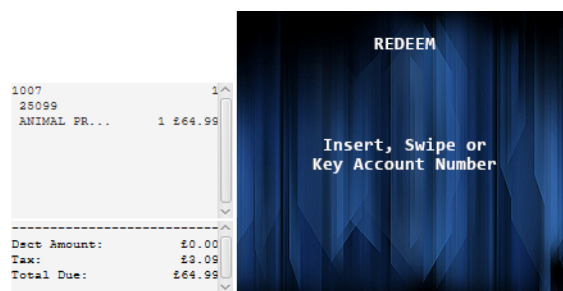 REDEEM
Insert, Swipe or
Key Account Number
1007 1
25099
ANIMAL PR... 1 £64.99
----------------------------
Dsct Amount: £0.00
Tax: £3.09
Total Due: £64.99